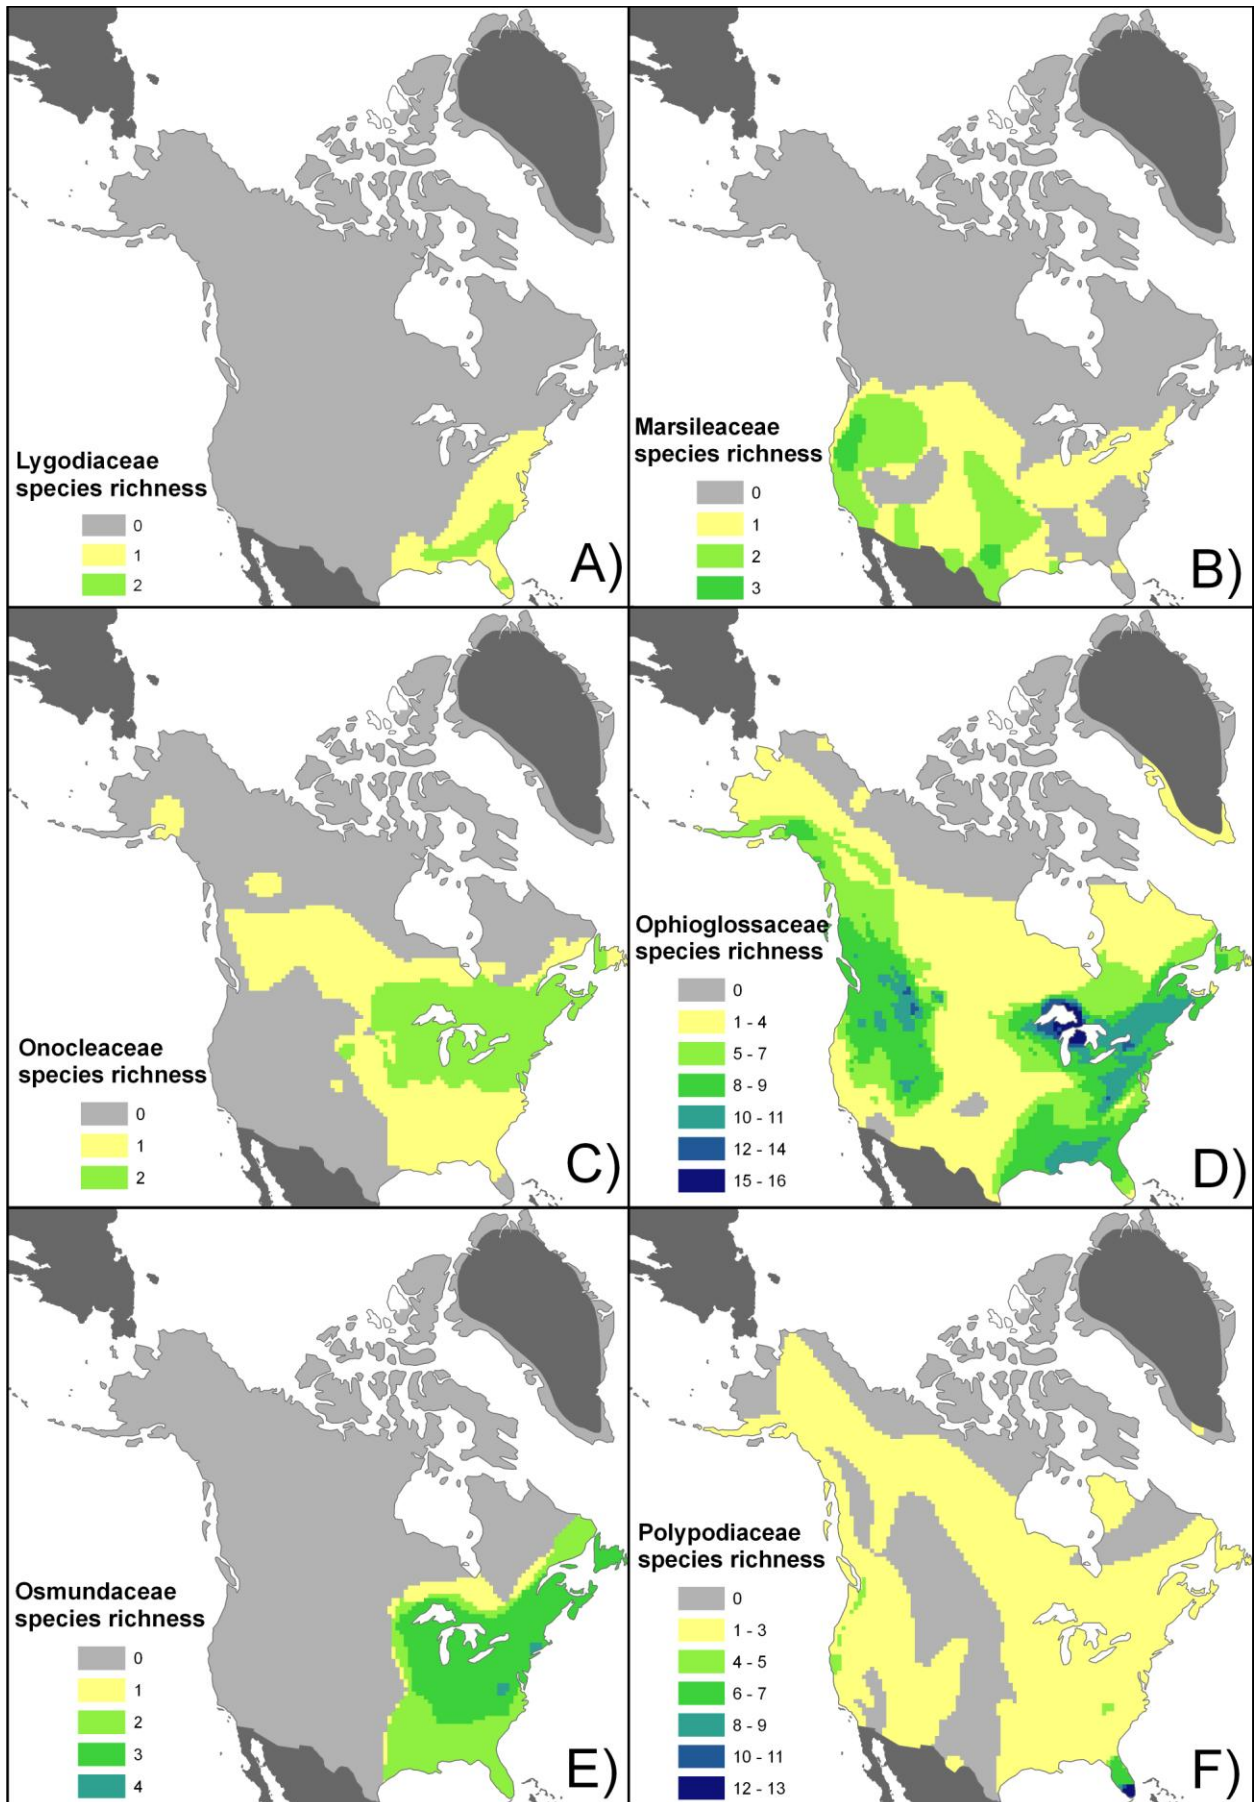 Lygodiaceae
species richness
0
1
2
A)
Marsileaceae
species richness
0
1
2
3
B)
Onocleaceae
species richness
0
1
2
C)
Ophioglossaceae
species richness
0
1 - 4
5 - 7
8 - 9
10 - 11
12 - 14
15 - 16
D)
Osmundaceae
species richness
0
1
2
3
4
E)
Polypodiaceae
species richness
0
1 - 3
4 - 5
6 - 7
8 - 9
10 - 11
12 - 13
F)